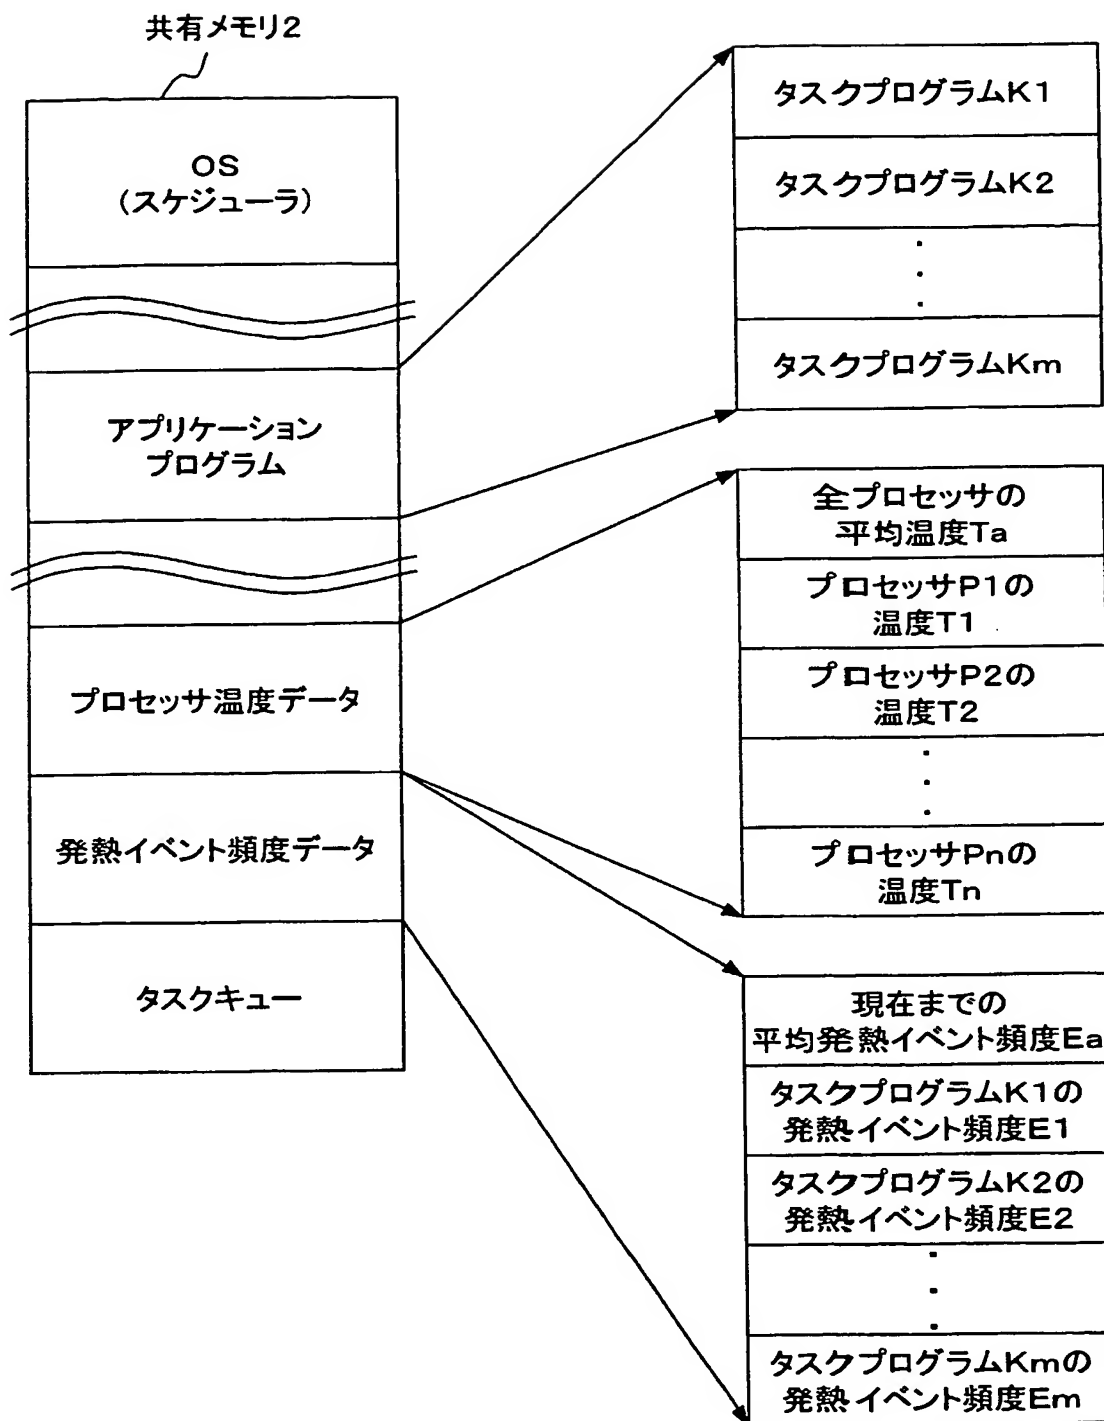 共有メモリ2
OS
(スケジューラ)
アプリケーション
プログラム
プロセッサ温度データ
発熱イベント頻度データ
タスクキュー
タスクプログラムK1
タスクプログラムK2
タスクプログラムKm
全プロセッサの
平均温度Ta
プロセッサP1の
温度T1
プロセッサP2の
温度T2
プロセッサPnの
温度Tn
現在までの
平均発熱イベント頻度Ea
タスクプログラムK1の
発熱イベント頻度E1
タスクプログラムK2の
発熱イベント頻度E2
タスクプログラムKmの
発熱イベント頻度Em